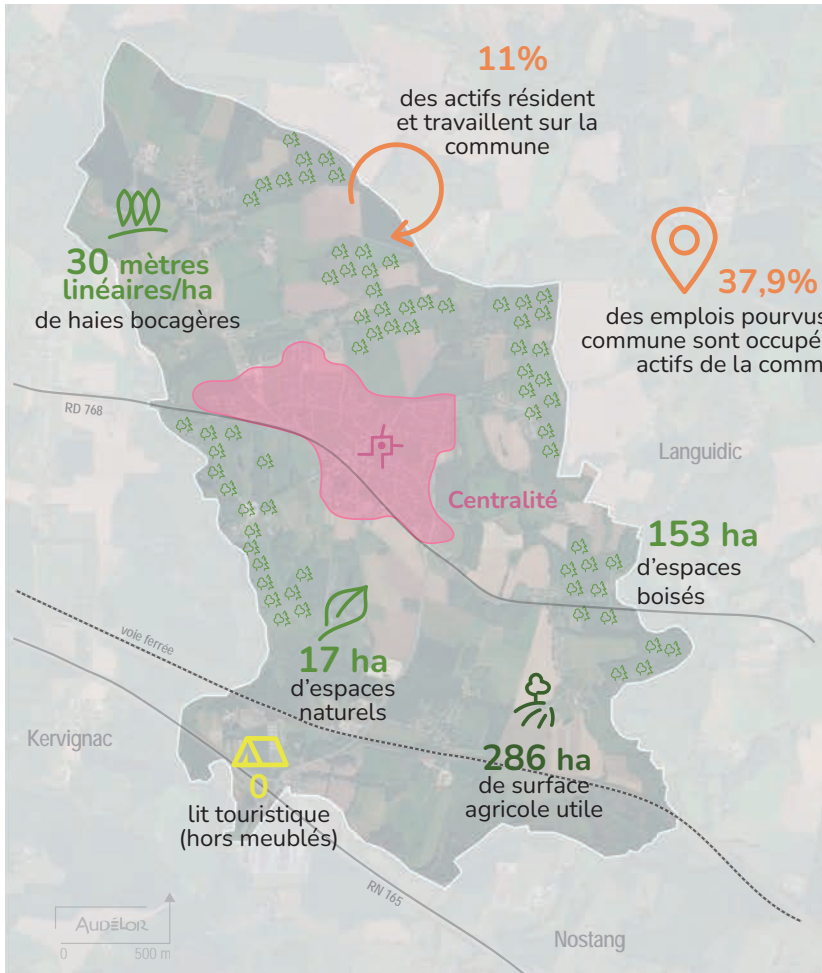 11%
des actifs résident
et travaillent sur la
commune
30 mètres
linéaires/ha
de haies bocagères
37,9%
des emplois pourvus
commune sont occupé
actifs de la comm
RD 768
Languidic
Centralité
153 ha
d'espaces
boisés
voie ferrée
17 ha
d'espaces
naturels
Kervignac
286 ha
de surface
agricole utile
0
lit touristique
(hors meublés)
RN 165
AUDÉLOR
0 500 m
Nostang